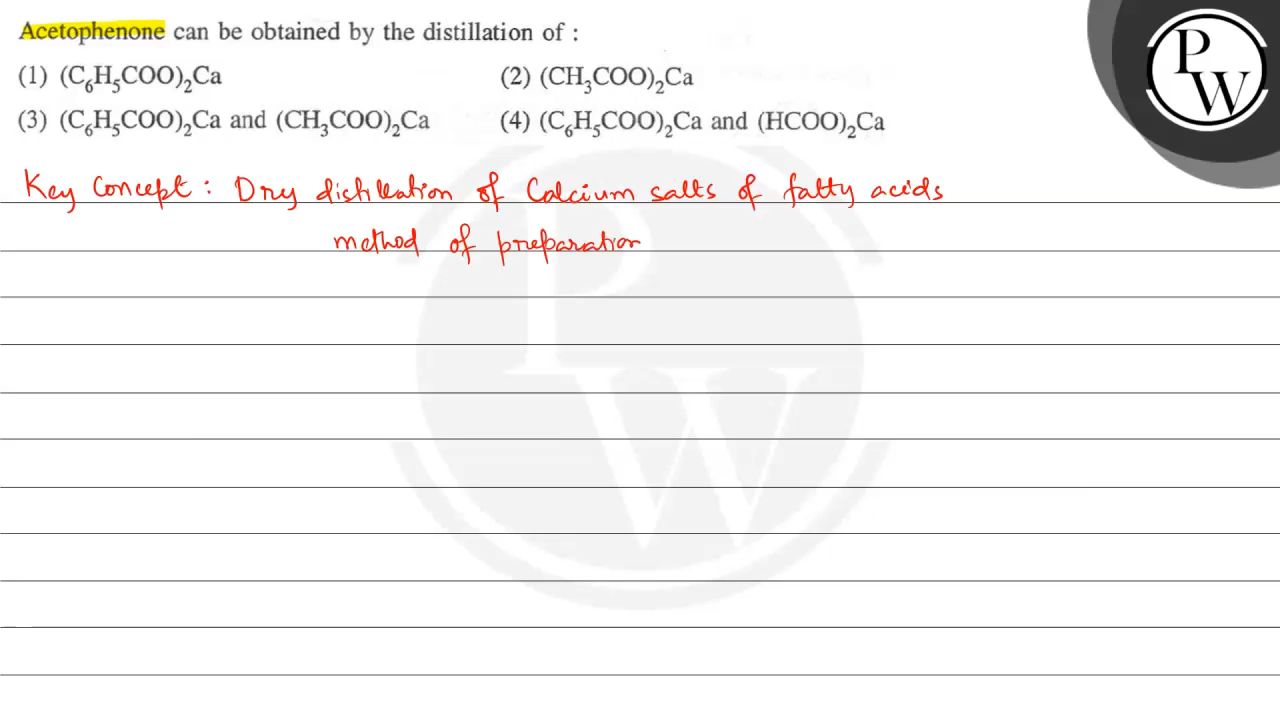 Acetophenone can be obtained by the distillation of :
(1) (C₆H₅COO)₂Ca (2) (CH₃COO)₂Ca
(3) (C₆H₅COO)₂Ca and (CH₃COO)₂Ca (4) (C₆H₅COO)₂Ca and (HCOO)₂Ca
Key Concept : Dry distillation of Calcium salts of fatty acids
method of preparation
P
W
P
W